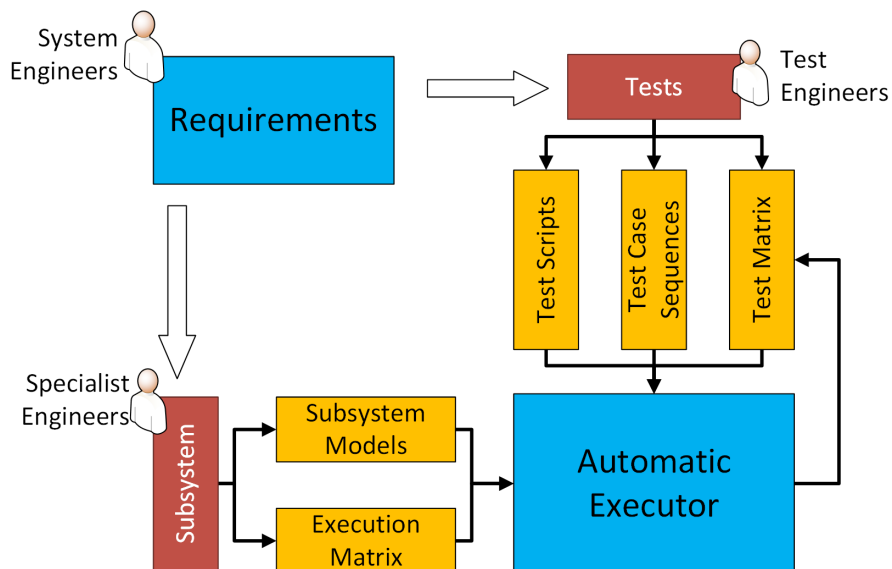 System
Engineers
Requirements
Tests
Test
Engineers
Test Scripts
Test Case
Sequences
Test Matrix
Specialist
Engineers
Subsystem
Subsystem
Models
Execution
Matrix
Automatic
Executor